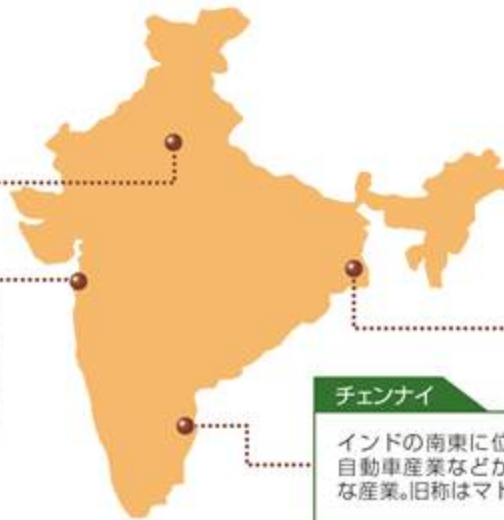 チェンナイ
インドの南東に位
自動車産業などが
な産業。旧称はマド